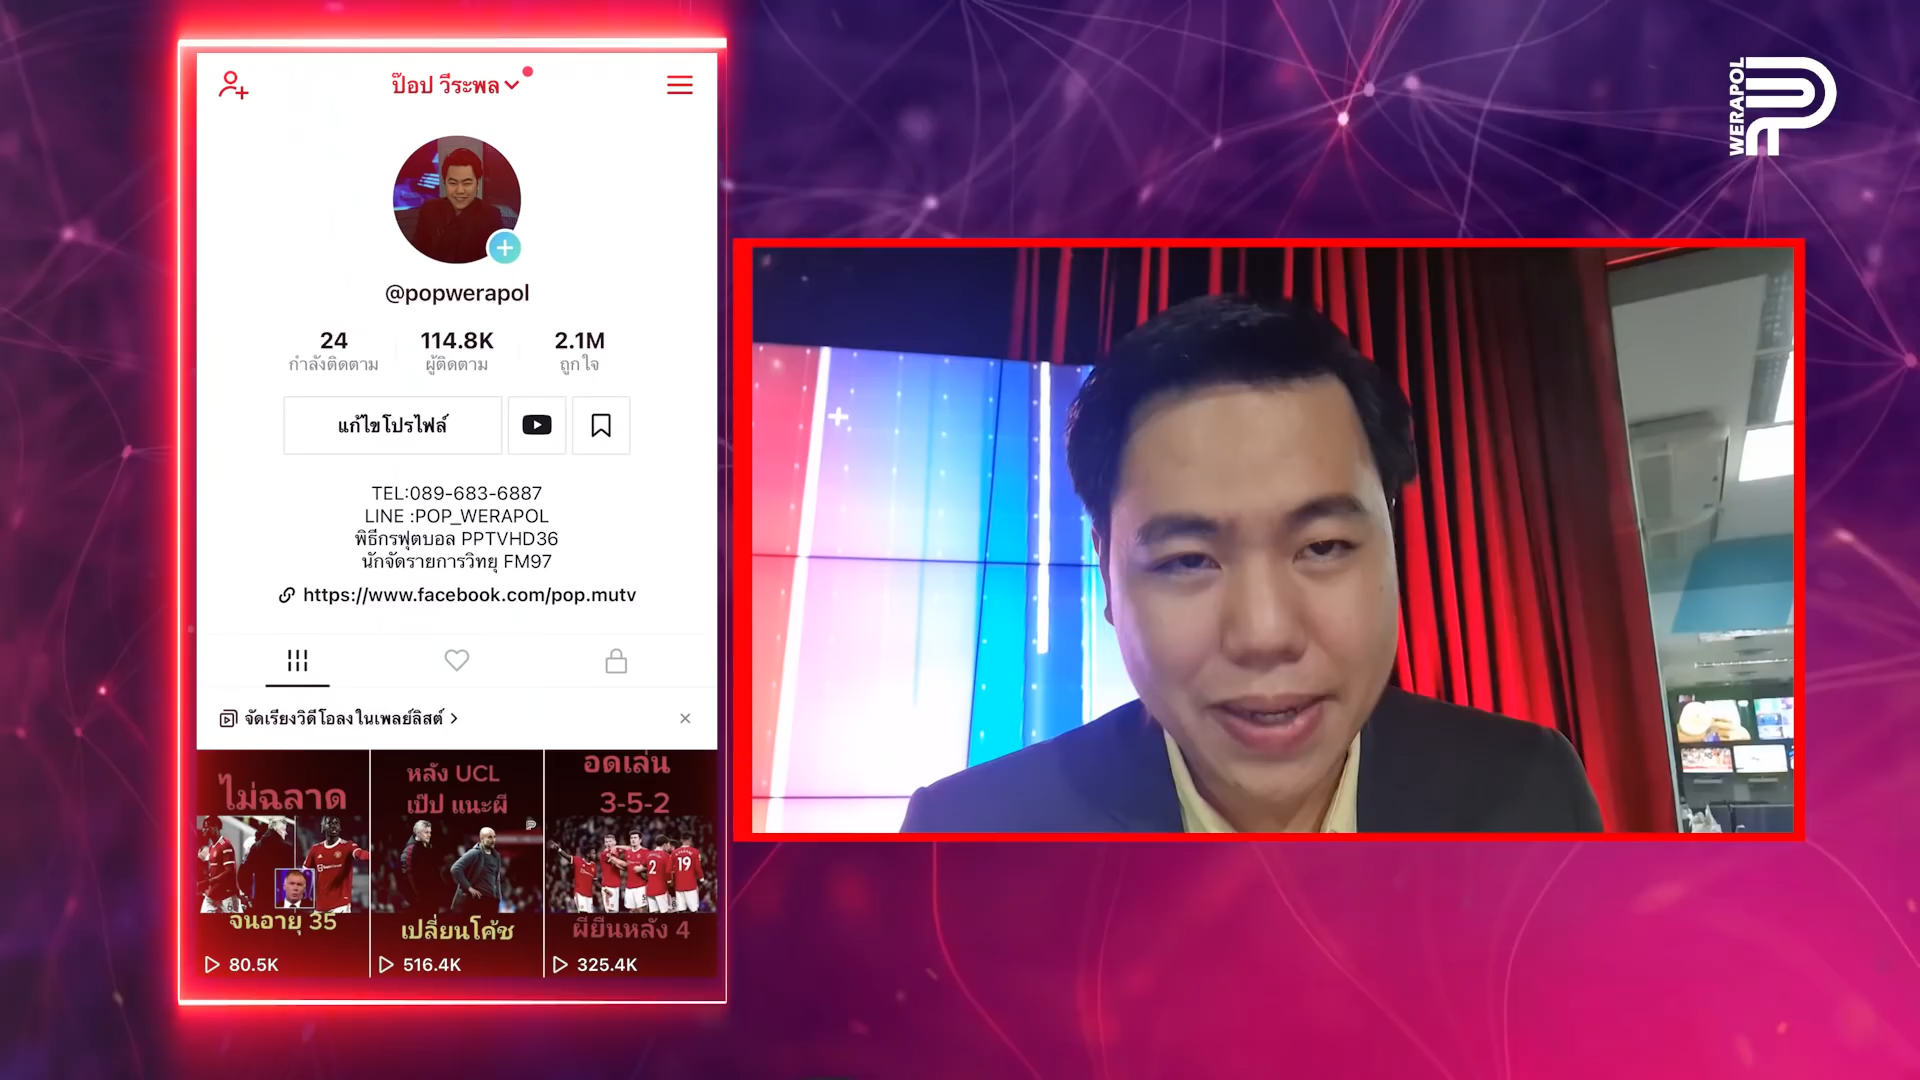 ป๊อป วีระพล
@popwerapol
24 114.8K 2.1M
กำลังติดตาม ผู้ติดตาม ถูกใจ
แก้ไขโปรไฟล์
TEL:089-683-6887
LINE :POP_WERAPOL
พิธีกรฟุตบอล PPTVHD36
นักจัดรายการวิทยุ FM97
https://www.facebook.com/pop.mutv
จัดเรียงวิดีโอลงในเพลย์ลิสต์ >
ไม่ฉลาด
จนอายุ 35
80.5K
หลัง UCL
เป๊ป แนะผี
เปลี่ยนโค้ช
516.4K
อดเล่น
3-5-2
2
19
ผียืนหลัง 4
325.4K
WERAPOL